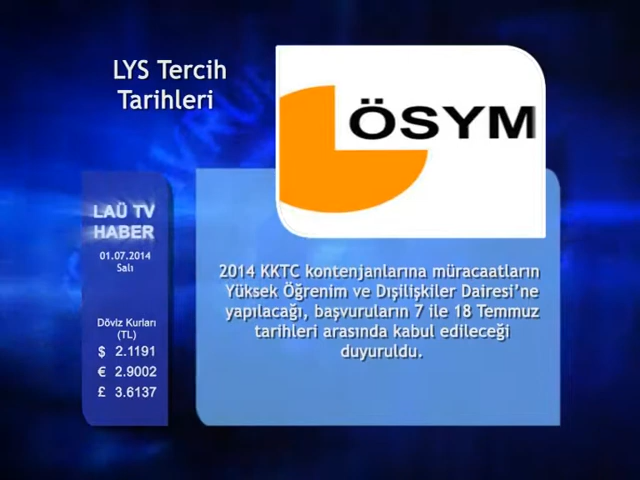 LYS Tercih
Tarihleri
ÖSYM
LAÜ TV
HABER
01.07.2014
Salı
Döviz Kurları
(TL)
$ 2.1191
€ 2.9002
£ 3.6137
2014 KKTC kontenjanlarına müracaatların
Yüksek Öğrenim ve Dışilişkiler Dairesi'ne
yapılacağı, başvuruların 7 ile 18 Temmuz
tarihleri arasında kabul edileceği
duyuruldu.